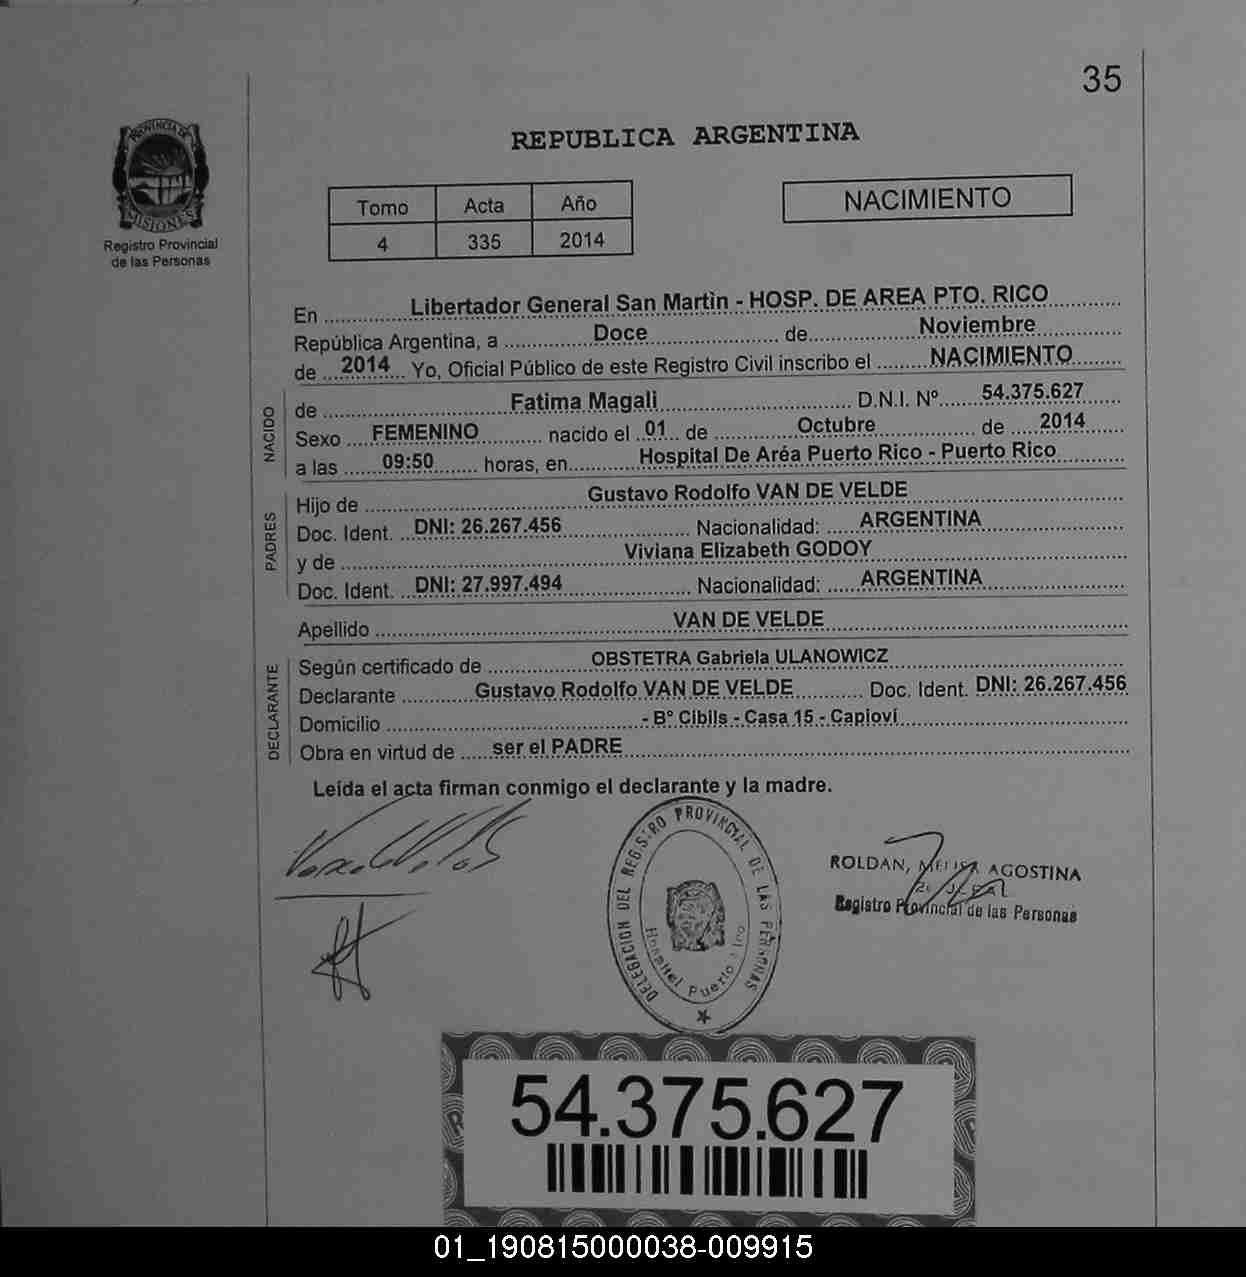 35
PROVINCIA DE
MISIONES
Registro Provincial
de las Personas
REPUBLICA ARGENTINA
Tomo Acta Año
4 335 2014
NACIMIENTO
En Libertador General San Martìn - HOSP. DE AREA PTO. RICO
República Argentina, a Doce de Noviembre
de 2014 Yo, Oficial Público de este Registro Civil inscribo el NACIMIENTO
NACIDO
de Fatima Magali D.N.I. Nº 54.375.627
Sexo FEMENINO nacido el 01 de Octubre de 2014
a las 09:50 horas, en Hospital De Aréa Puerto Rico - Puerto Rico
PADRES
Hijo de Gustavo Rodolfo VAN DE VELDE
Doc. Ident. DNI: 26.267.456 Nacionalidad: ARGENTINA
y de Viviana Elizabeth GODOY
Doc. Ident. DNI: 27.997.494 Nacionalidad: ARGENTINA
Apellido VAN DE VELDE
DECLARANTE
Según certificado de OBSTETRA Gabriela ULANOWICZ
Declarante Gustavo Rodolfo VAN DE VELDE Doc. Ident. DNI: 26.267.456
Domicilio - B° Cibils - Casa 15 - Capioví
Obra en virtud de ser el PADRE
Leída el acta firman conmigo el declarante y la madre.
DELEGACION DEL REGISTRO PROVINCIAL DE LAS PERSONAS
Hospital Puerto Rico
ROLDAN, MELISA AGOSTINA
Registro Provincial de las Personas
54.375.627
01_190815000038-009915